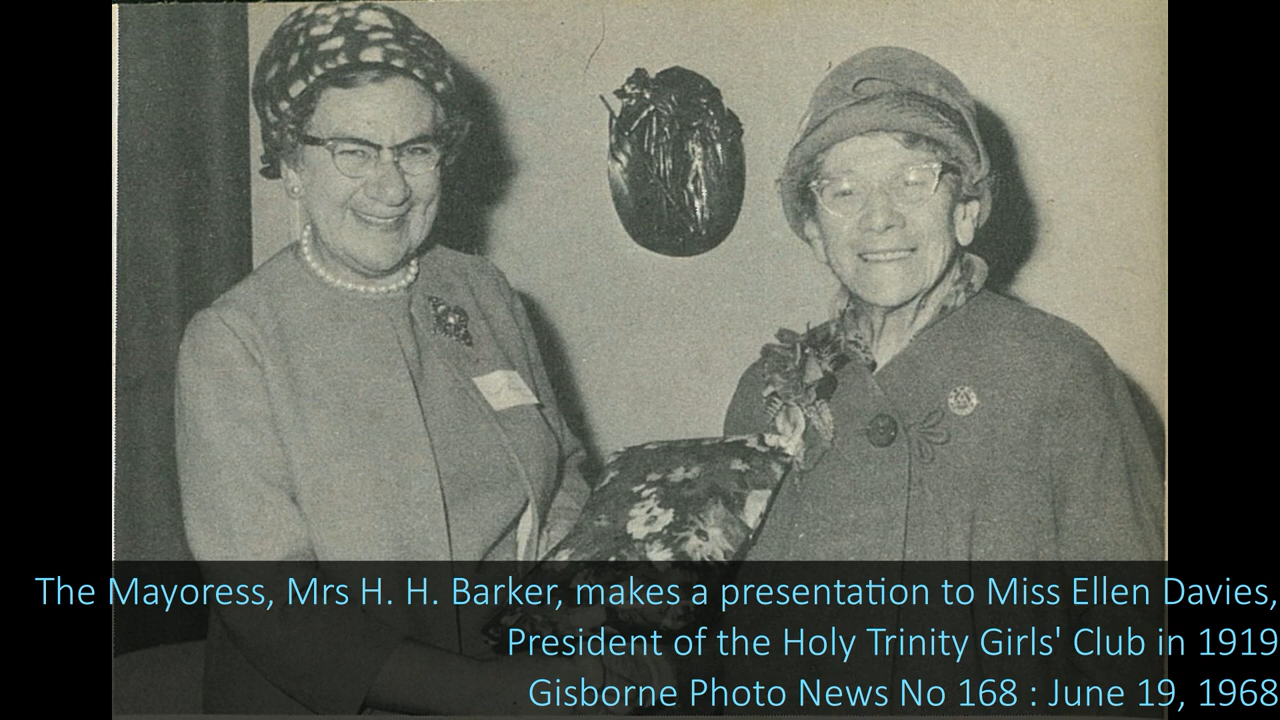 The Mayoress, Mrs H. H. Barker, makes a presentation to Miss Ellen Davies,
President of the Holy Trinity Girls' Club in 1919
Gisborne Photo News No 168 : June 19, 1968